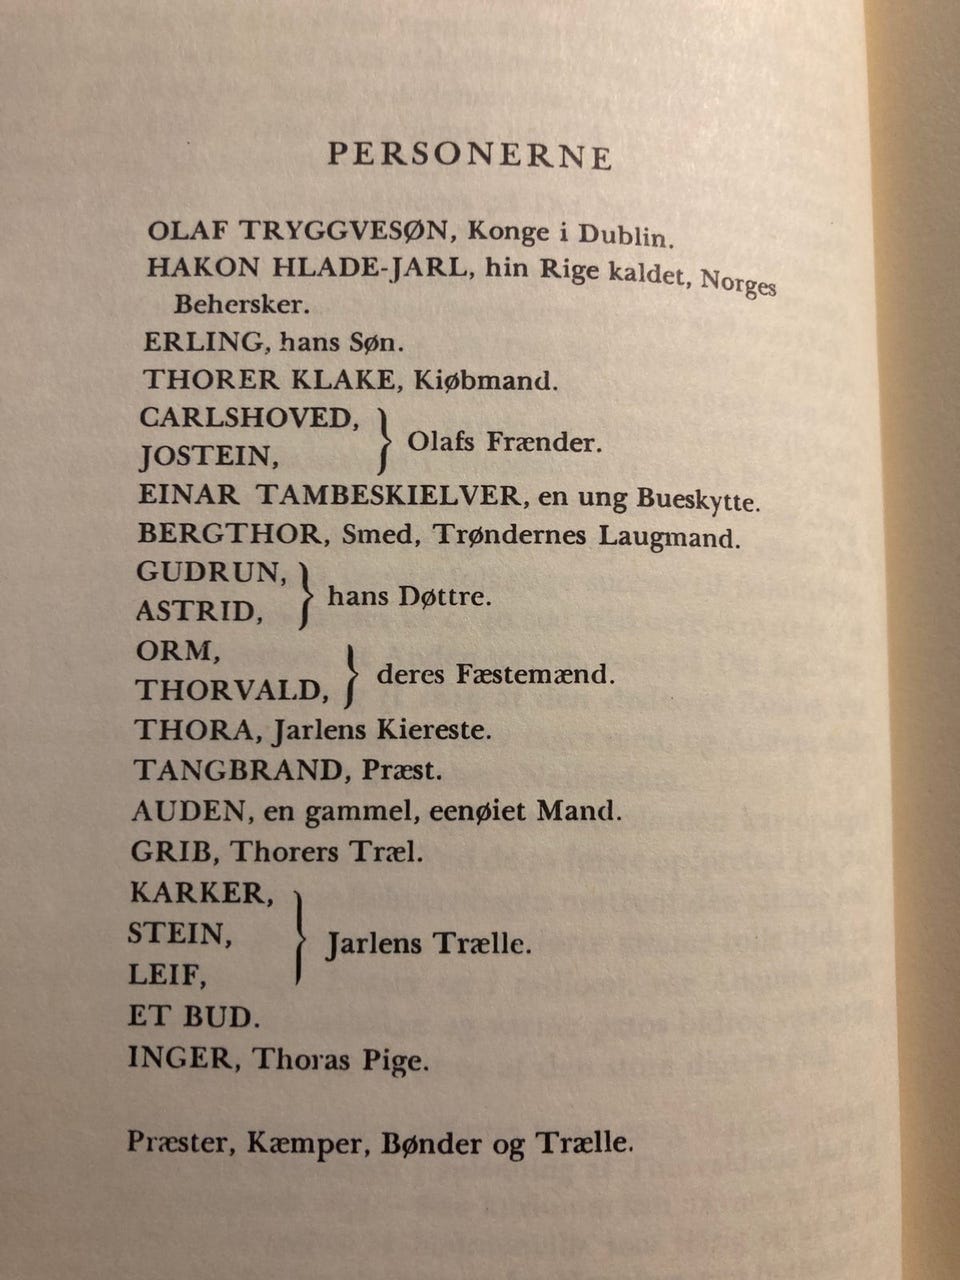 PERSONERNE
OLAF TRYGGVESØN, Konge i Dublin.
HAKON HLADE-JARL, hin Rige kaldet, Norges
Behersker.
ERLING, hans Søn.
THORER KLAKE, Kiøbmand.
CARLSHOVED,
JOSTEIN,
Olafs Frænder.
EINAR TAMBESKIELVER, en ung Bueskytte.
BERGTHOR, Smed, Trøndernes Laugmand.
GUDRUN,
ASTRID,
hans Døttre.
ORM,
THORVALD,
deres Fæstemænd.
THORA, Jarlens Kiereste.
TANGBRAND, Præst.
AUDEN, en gammel, eenøiet Mand.
GRIB, Thorers Træl.
KARKER,
STEIN,
LEIF,
Jarlens Trælle.
ET BUD.
INGER, Thoras Pige.
Præster, Kæmper, Bønder og Trælle.